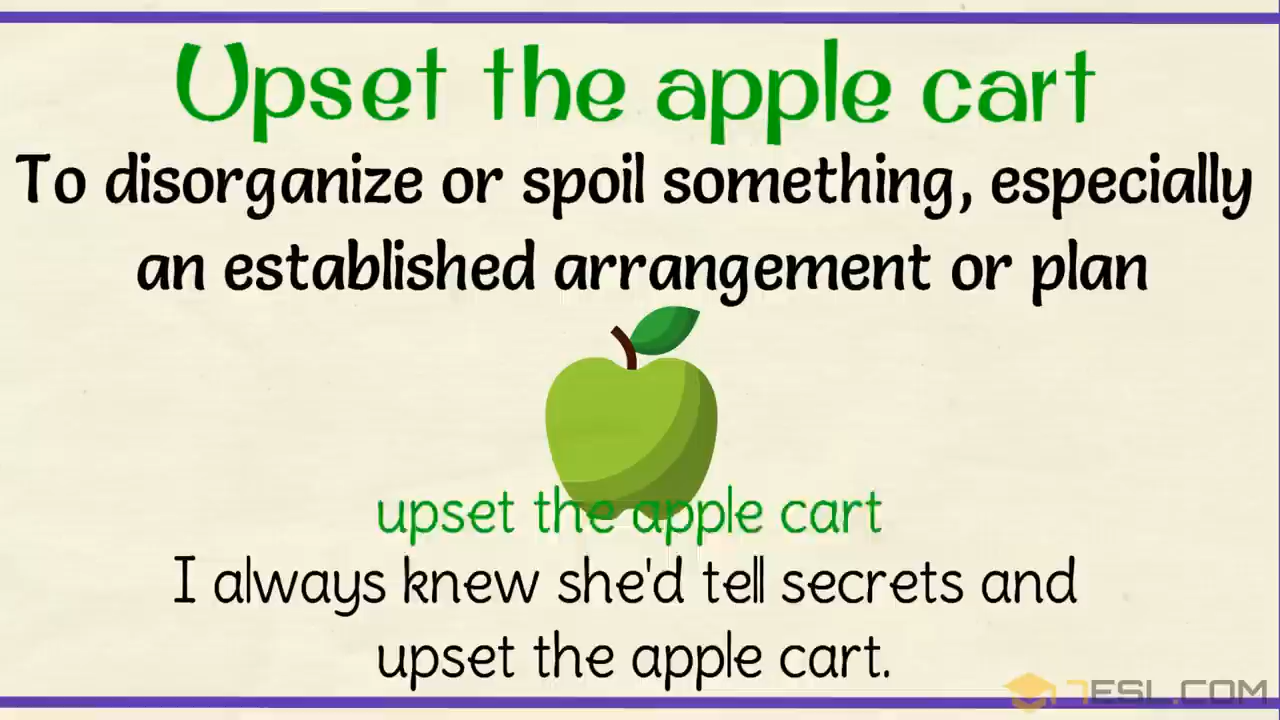 Upset the apple cart
To disorganize or spoil something, especially
an established arrangement or plan
upset the apple cart
I always knew she'd tell secrets and
upset the apple cart.
7ESL.COM